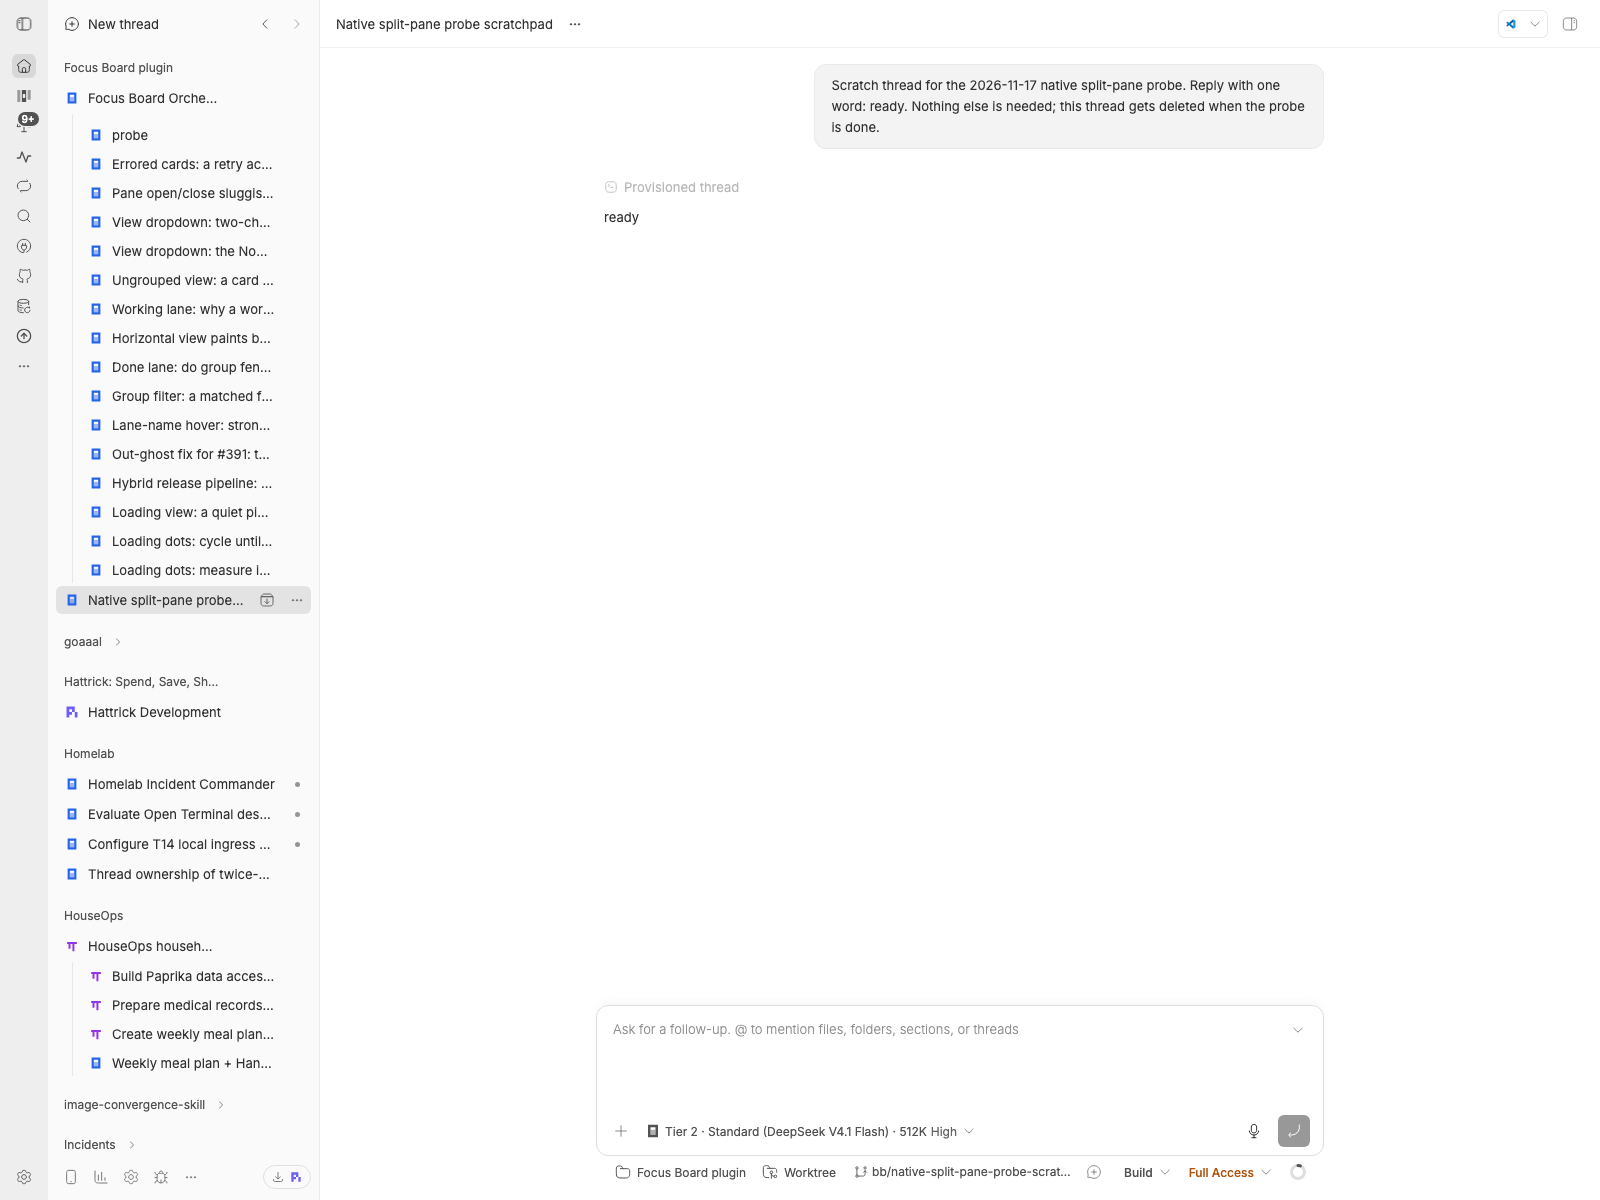 New thread
Native split-pane probe scratchpad
Focus Board plugin
Focus Board Orche...
9+
probe
Errored cards: a retry ac...
Pane open/close sluggis...
View dropdown: two-ch...
View dropdown: the No...
Ungrouped view: a card ...
Working lane: why a wor...
Horizontal view paints b...
Done lane: do group fen...
Group filter: a matched f...
Lane-name hover: stron...
Out-ghost fix for #391: t...
Hybrid release pipeline: ...
Loading view: a quiet pi...
Loading dots: cycle until...
Loading dots: measure i...
Native split-pane probe...
goaaal
Hattrick: Spend, Save, Sh...
Hattrick Development
Homelab
Homelab Incident Commander
Evaluate Open Terminal des...
Configure T14 local ingress ...
Thread ownership of twice-...
HouseOps
HouseOps househ...
Build Paprika data acces...
Prepare medical records...
Create weekly meal plan...
Weekly meal plan + Han...
image-convergence-skill
Incidents
Scratch thread for the 2026-11-17 native split-pane probe. Reply with one
word: ready. Nothing else is needed; this thread gets deleted when the probe
is done.
Provisioned thread
ready
Ask for a follow-up. @ to mention files, folders, sections, or threads
Tier 2 · Standard (DeepSeek V4.1 Flash) · 512K High
Focus Board plugin
Worktree
bb/native-split-pane-probe-scrat...
Build
Full Access